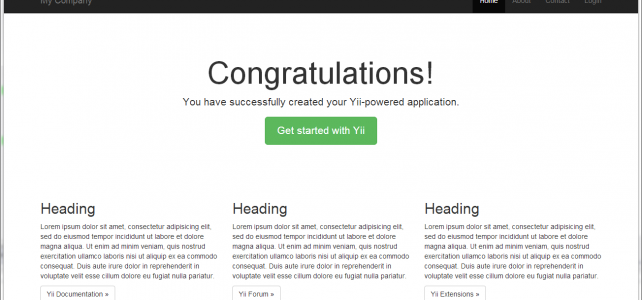 My Company Home About Contact Login
Congratulations!
You have successfully created your Yii-powered application.
Get started with Yii
Heading
Lorem ipsum dolor sit amet, consectetur adipisicing elit,
sed do eiusmod tempor incididunt ut labore et dolore
magna aliqua. Ut enim ad minim veniam, quis nostrud
exercitation ullamco laboris nisi ut aliquip ex ea commodo
consequat. Duis aute irure dolor in reprehenderit in
voluptate velit esse cillum dolore eu fugiat nulla pariatur.
Yii Documentation »
Heading
Lorem ipsum dolor sit amet, consectetur adipisicing elit,
sed do eiusmod tempor incididunt ut labore et dolore
magna aliqua. Ut enim ad minim veniam, quis nostrud
exercitation ullamco laboris nisi ut aliquip ex ea commodo
consequat. Duis aute irure dolor in reprehenderit in
voluptate velit esse cillum dolore eu fugiat nulla pariatur.
Yii Forum »
Heading
Lorem ipsum dolor sit amet, consectetur adipisicing elit,
sed do eiusmod tempor incididunt ut labore et dolore
magna aliqua. Ut enim ad minim veniam, quis nostrud
exercitation ullamco laboris nisi ut aliquip ex ea commodo
consequat. Duis aute irure dolor in reprehenderit in
voluptate velit esse cillum dolore eu fugiat nulla pariatur.
Yii Extensions »